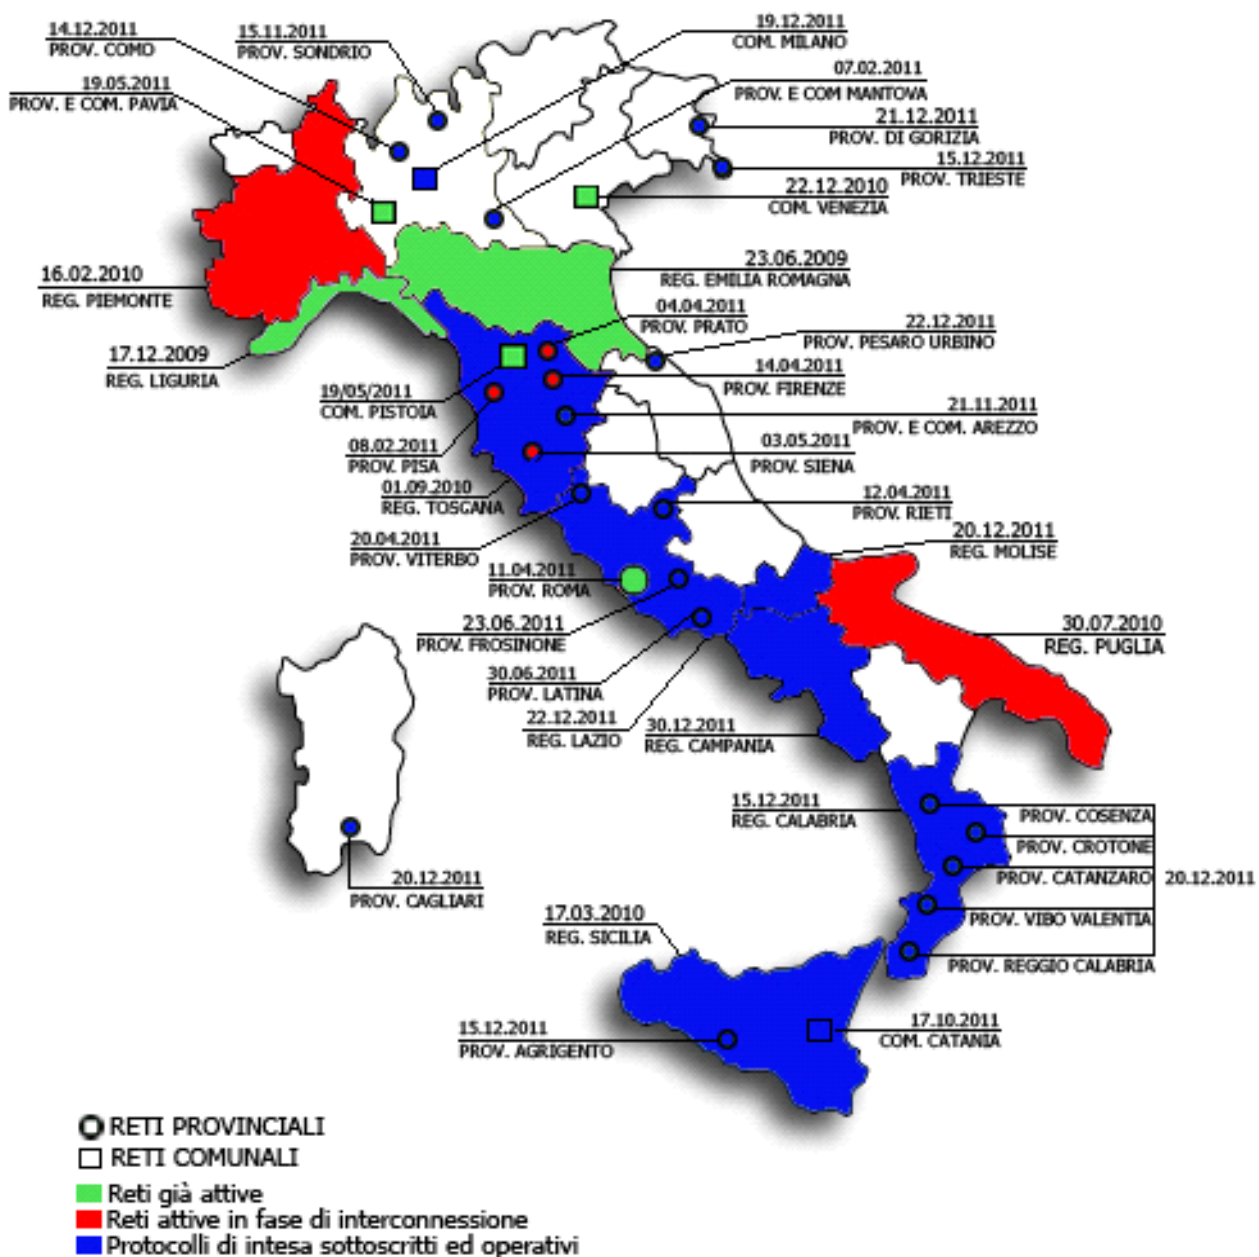 14.12.2011
PROV. COMO
15.11.2011
PROV. SONDRIO
19.12.2011
COM. MILANO
19.05.2011
PROV. E COM. PAVIA
07.02.2011
PROV. E COM MANTOVA
21.12.2011
PROV. DI GORIZIA
15.12.2011
PROV. TRIESTE
22.12.2010
COM. VENEZIA
16.02.2010
REG. PIEMONTE
23.06.2009
REG. EMILIA ROMAGNA
04.04.2011
PROV. PRATO
22.12.2011
PROV. PESARO URBINO
17.12.2009
REG. LIGURIA
14.04.2011
PROV. FIRENZE
19/05/2011
COM. PISTOIA
21.11.2011
PROV. E COM. AREZZO
08.02.2011
PROV. PISA
03.05.2011
PROV. SIENA
01.09.2010
REG. TOSCANA
12.04.2011
PROV. RIETI
20.04.2011
PROV. VITERBO
20.12.2011
REG. MOLISE
11.04.2011
PROV. ROMA
23.06.2011
PROV. FROSINONE
30.07.2010
REG. PUGLIA
30.06.2011
PROV. LATINA
22.12.2011
REG. LAZIO
30.12.2011
REG. CAMPANIA
15.12.2011
REG. CALABRIA
PROV. COSENZA
PROV. CROTONE
PROV. CATANZARO
20.12.2011
PROV. VIBO VALENTIA
PROV. REGGIO CALABRIA
20.12.2011
PROV. CAGLIARI
17.03.2010
REG. SICILIA
15.12.2011
PROV. AGRIGENTO
17.10.2011
COM. CATANIA
RETI PROVINCIALI
RETI COMUNALI
Reti già attive
Reti attive in fase di interconnessione
Protocolli di intesa sottoscritti ed operativi